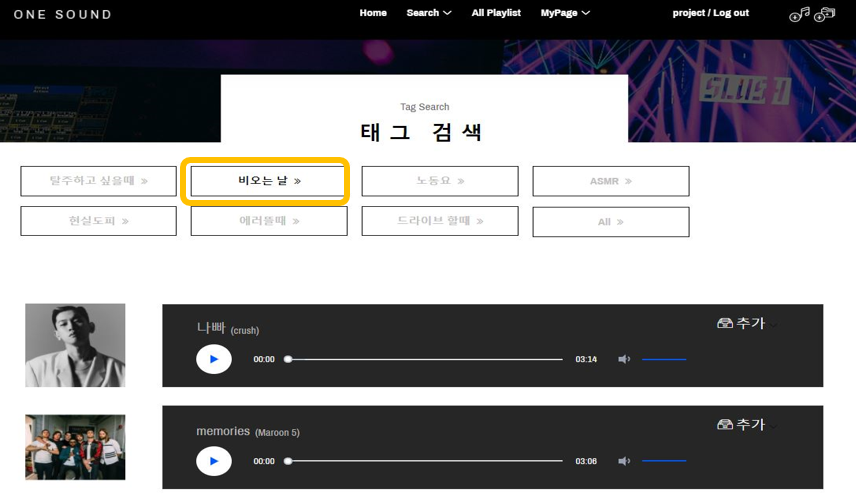 ONE SOUND Home Search All Playlist MyPage project / Log out
Tag Search
태그 검색
탈주하고 싶을때 » 비오는 날 » 노동요 » ASMR »
현실도피 » 에러뜰때 » 드라이브 할때 » All »
나빠 (crush) 추가
00:00 03:14
memories (Maroon 5) 추가
00:00 03:06